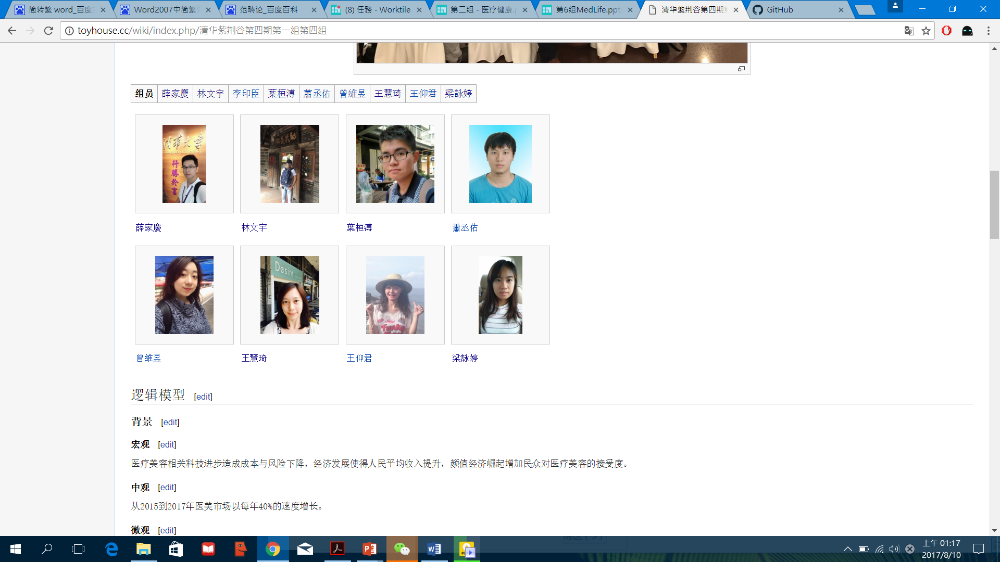 简转繁 word_百度
Word2007中简繁
范畴论_百度百科
(8) 任務 - Worktile
第二组 - 医疗健康.
第6组MedLife.ppt
清华紫荆谷第四期
GitHub
toyhouse.cc/wiki/index.php/清华紫荆谷第四期第一组第四组
组员 薛家慶 林文宇 李印臣 葉桓溥 蕭丞佑 曾維昱 王慧琦 王仰君 梁詠婷
清華大學
行勝於言
薛家慶 林文宇 葉桓溥 蕭丞佑
Desire
Funky
曾維昱 王慧琦 王仰君 梁詠婷
逻辑模型 [edit]
背景 [edit]
宏观 [edit]
医疗美容相关科技进步造成成本与风险下降，经济发展使得人民平均收入提升，颜值经济崛起增加民众对医疗美容的接受度。
中观 [edit]
从2015到2017年医美市场以每年40%的速度增长。
微观 [edit]
上午 01:17
2017/8/10